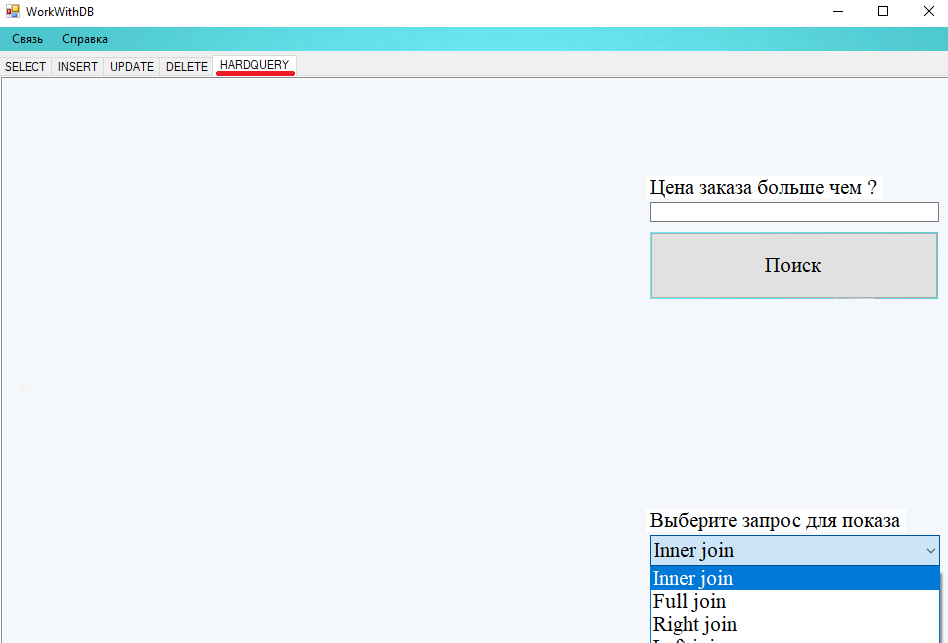 WorkWithDB
Связь Справка
SELECT INSERT UPDATE DELETE HARDQUERY
Цена заказа больше чем ?
Поиск
Выберите запрос для показа
Inner join
Inner join
Full join
Right join